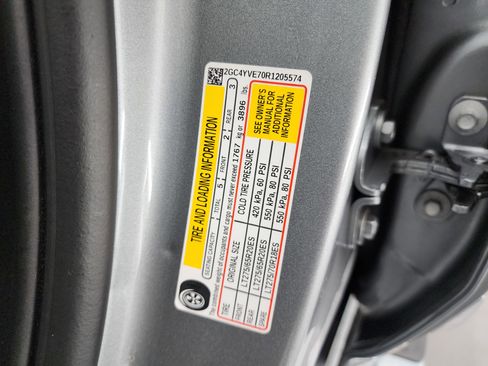 2GC4YVE70R1205574
TIRE AND LOADING INFORMATION
SEATING CAPACITY TOTAL 5 FRONT 2 REAR 3
The combined weight of occupants and cargo must never exceed 1767 kg or 3896 lbs.
TIRE ORIGINAL SIZE COLD TIRE PRESSURE
FRONT LT275/65R20ES 420 kPa, 60 PSI
REAR LT275/65R20ES 550 kPa, 80 PSI
SPARE LT275/70R18ES 550 kPa, 80 PSI
SEE OWNER'S
MANUAL FOR
ADDITIONAL
INFORMATION